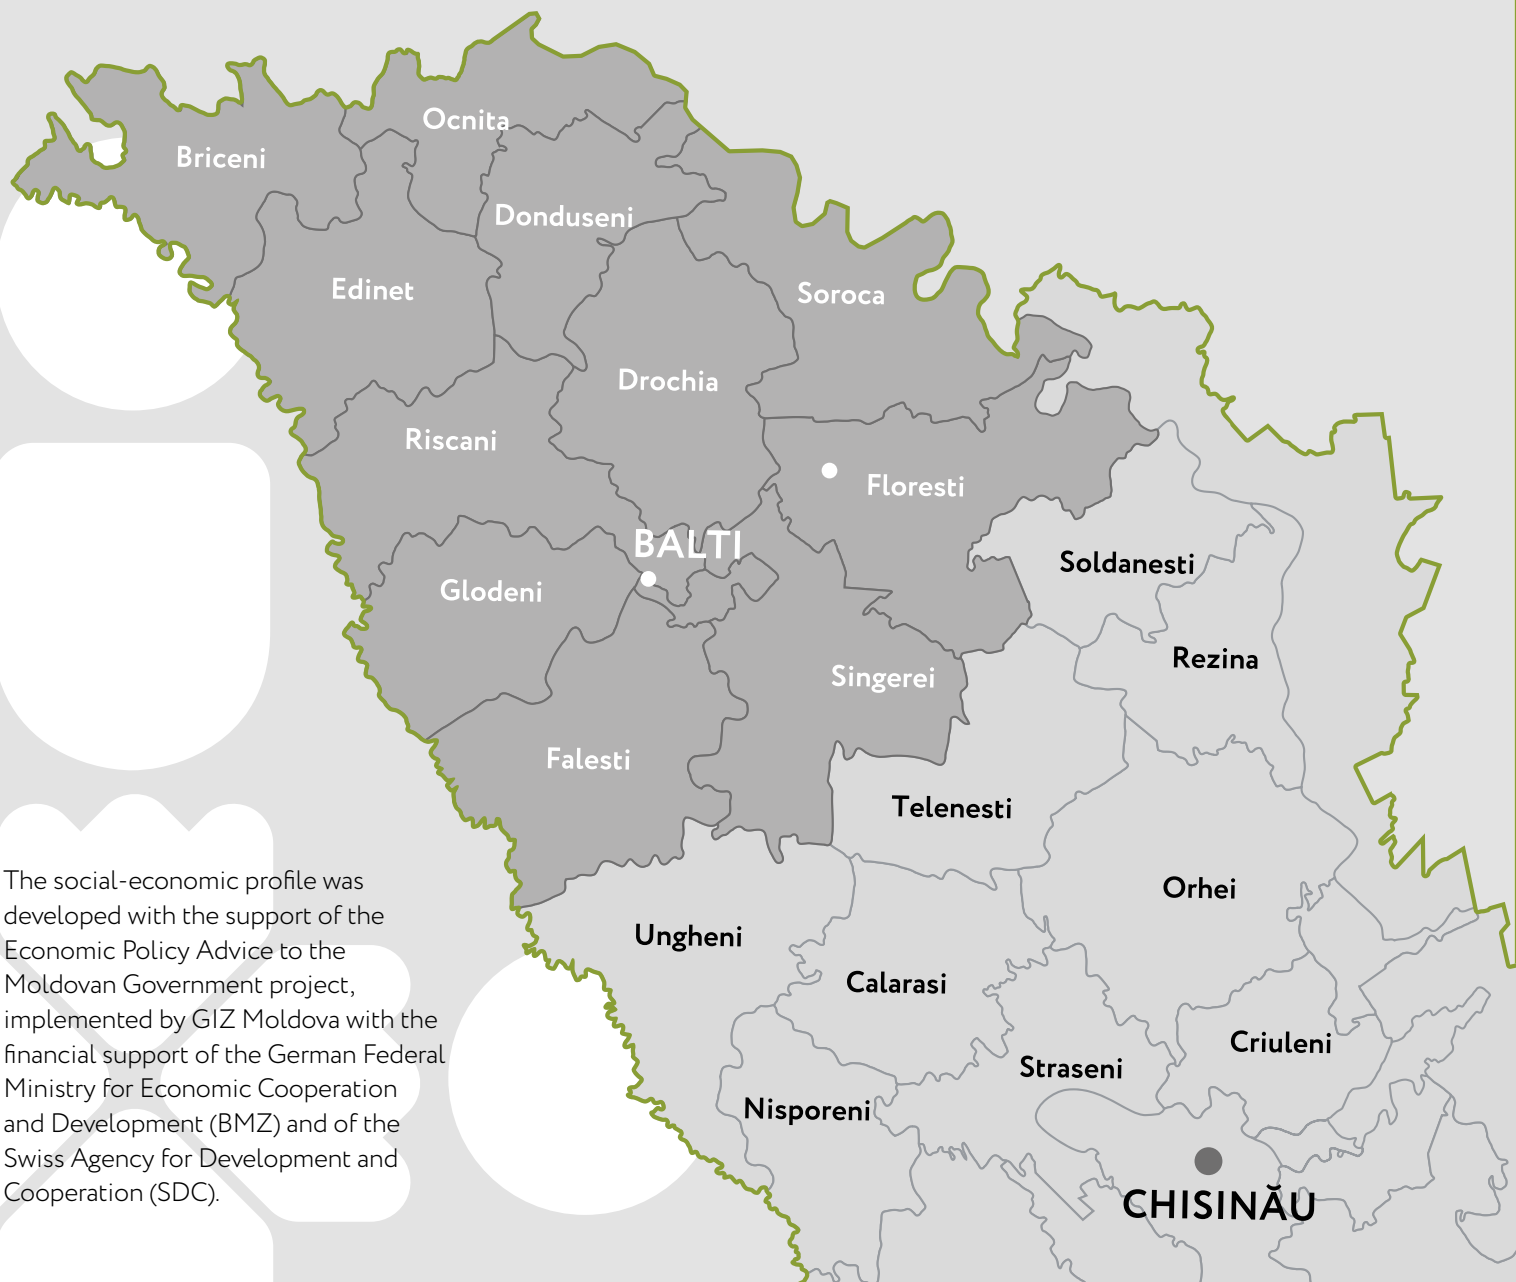 Ocnita
Briceni
Donduseni
Edinet
Soroca
Drochia
Riscani
Floresti
BALTI
Soldanesti
Glodeni
Rezina
Singerei
Falesti
Telenesti
Orhei
Ungheni
Calarasi
Criuleni
Straseni
Nisporeni
CHISINĂU
The social-economic profile was
developed with the support of the
Economic Policy Advice to the
Moldovan Government project,
implemented by GIZ Moldova with the
financial support of the German Federal
Ministry for Economic Cooperation
and Development (BMZ) and of the
Swiss Agency for Development and
Cooperation (SDC).